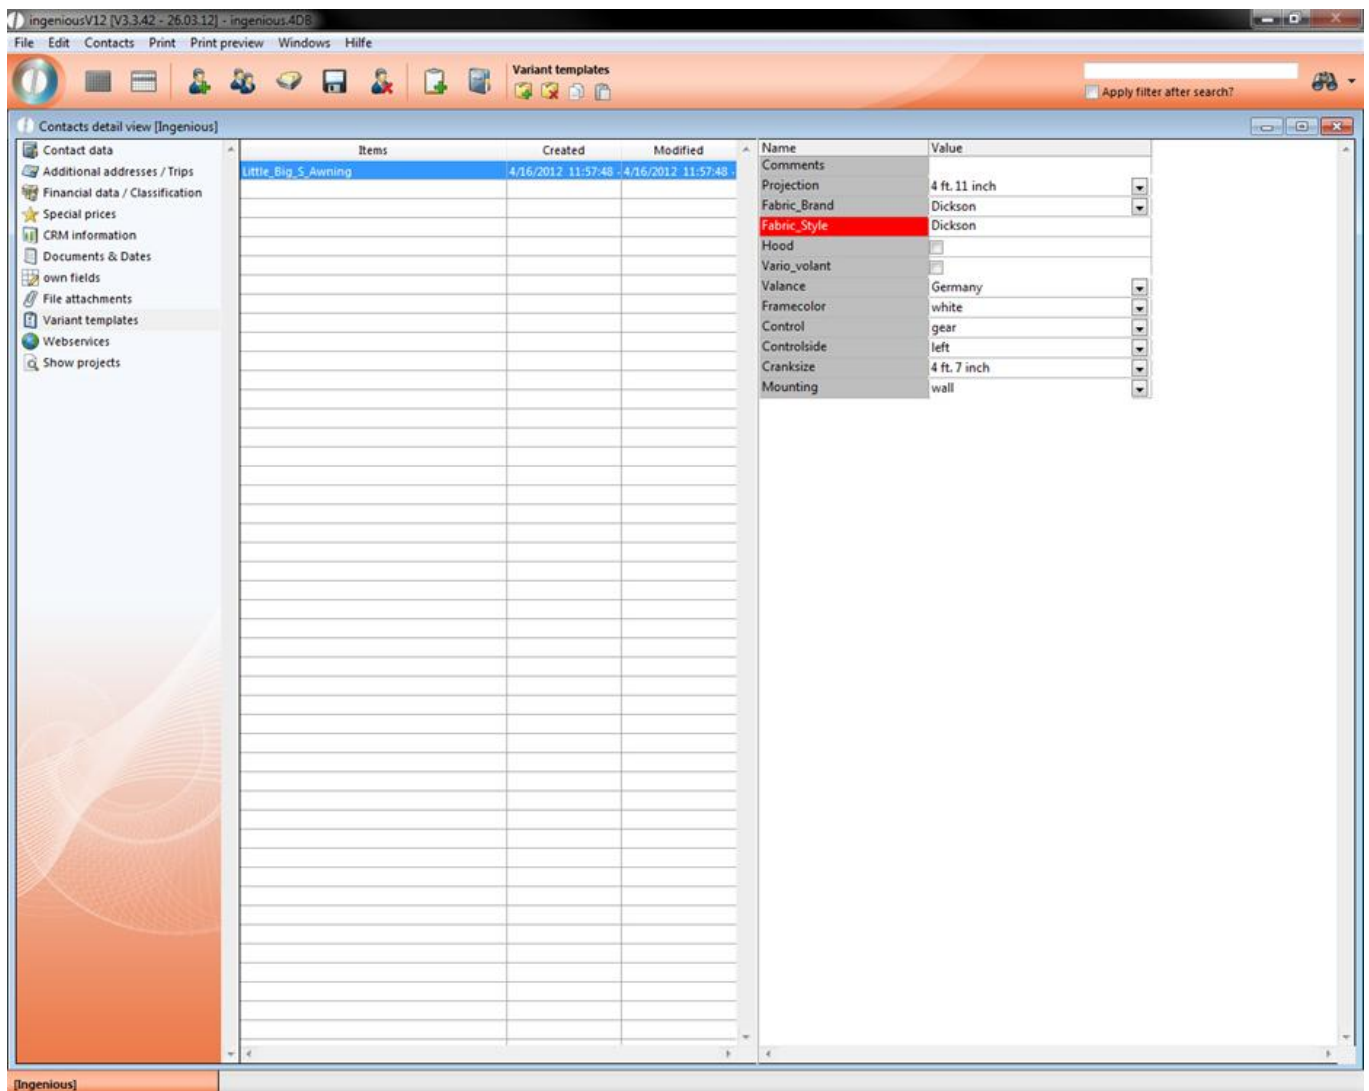 ingeniousV12 [V3.3.42 - 26.03.12] - ingenious.4DB
File Edit Contacts Print Print preview Windows Hilfe
Variant templates
Apply filter after search?
Contacts detail view [Ingenious]
Contact data
Additional addresses / Trips
Financial data / Classification
Special prices
CRM information
Documents & Dates
own fields
File attachments
Variant templates
Webservices
Show projects
Items Created Modified
Little_Big_S_Awning 4/16/2012 11:57:48 - 4/16/2012 11:57:48 -
Name Value
Comments
Projection 4 ft. 11 inch
Fabric_Brand Dickson
Fabric_Style Dickson
Hood
Vario_volant
Valance Germany
Framecolor white
Control gear
Controlside left
Cranksize 4 ft. 7 inch
Mounting wall
[Ingenious]